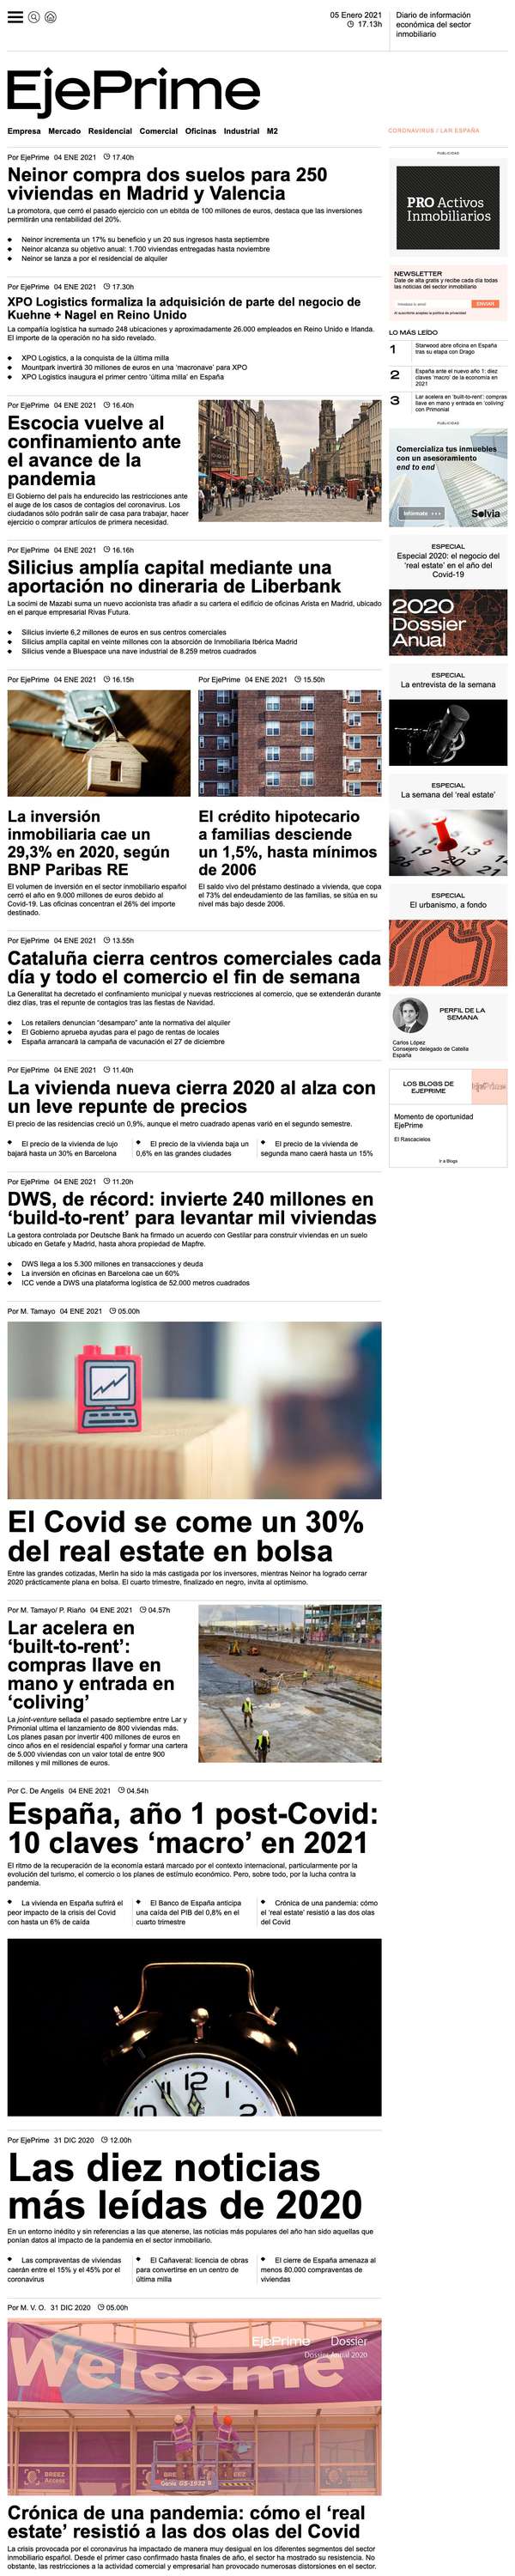 05 Enero 2021
17.13h
Diario de información
económica del sector
inmobiliario
EjePrime
Empresa Mercado Residencial Comercial Oficinas Industrial M2
CORONAVIRUS / LAR ESPAÑA
Por EjePrime 04 ENE 2021 17.40h
Neinor compra dos suelos para 250
viviendas en Madrid y Valencia
La promotora, que cerró el pasado ejercicio con un ebitda de 100 millones de euros, destaca que las inversiones
permitirán una rentabilidad del 20%.
Neinor incrementa un 17% su beneficio y un 20 sus ingresos hasta septiembre
Neinor alcanza su objetivo anual: 1.700 viviendas entregadas hasta noviembre
Neinor se lanza a por el residencial de alquiler
Por EjePrime 04 ENE 2021 17.30h
XPO Logistics formaliza la adquisición de parte del negocio de
Kuehne + Nagel en Reino Unido
La compañía logística ha sumado 248 ubicaciones y aproximadamente 26.000 empleados en Reino Unido e Irlanda.
El importe de la operación no ha sido revelado.
XPO Logistics, a la conquista de la última milla
Mountpark invertirá 30 millones de euros en una 'macronave' para XPO
XPO Logistics inaugura el primer centro 'última milla' en España
Por EjePrime 04 ENE 2021 16.40h
Escocia vuelve al
confinamiento ante
el avance de la
pandemia
El Gobierno del país ha endurecido las restricciones ante
el auge de los casos de contagios del coronavirus. Los
ciudadanos sólo podrán salir de casa para trabajar, hacer
ejercicio o comprar artículos de primera necesidad.
Por EjePrime 04 ENE 2021 16.16h
Silicius amplía capital mediante una
aportación no dineraria de Liberbank
La socimi de Mazabi suma un nuevo accionista tras añadir a su cartera el edificio de oficinas Arista en Madrid, ubicado
en el parque empresarial Rivas Futura.
Silicius invierte 6,2 millones de euros en sus centros comerciales
Silicius amplía capital en veinte millones con la absorción de Inmobiliaria Ibérica Madrid
Silicius vende a Bluespace una nave industrial de 8.259 metros cuadrados
Por EjePrime 04 ENE 2021 16.15h
La inversión
inmobiliaria cae un
29,3% en 2020, según
BNP Paribas RE
El volumen de inversión en el sector inmobiliario español
cerró el año en 9.000 millones de euros debido al
Covid-19. Las oficinas concentran el 26% del importe
destinado.
Por EjePrime 04 ENE 2021 15.50h
El crédito hipotecario
a familias desciende
un 1,5%, hasta mínimos
de 2006
El saldo vivo del préstamo destinado a vivienda, que copa
el 73% del endeudamiento de las familias, se sitúa en su
nivel más bajo desde 2006.
Por EjePrime 04 ENE 2021 13.55h
Cataluña cierra centros comerciales cada
día y todo el comercio el fin de semana
La Generalitat ha decretado el confinamiento municipal y nuevas restricciones al comercio, que se extenderán durante
diez días, tras el repunte de contagios tras las fiestas de Navidad.
Los retailers denuncian "desamparo" ante la normativa del alquiler
El Gobierno aprueba ayudas para el pago de rentas de locales
España arrancará la campaña de vacunación el 27 de diciembre
Por EjePrime 04 ENE 2021 11.40h
La vivienda nueva cierra 2020 al alza con
un leve repunte de precios
El precio de las residencias creció un 0,9%, aunque el metro cuadrado apenas varió en el segundo semestre.
El precio de la vivienda de lujo
bajará hasta un 30% en Barcelona
El precio de la vivienda baja un
0,6% en las grandes ciudades
El precio de la vivienda de
segunda mano caerá hasta un 15%
Por EjePrime 04 ENE 2021 11.20h
DWS, de récord: invierte 240 millones en
'build-to-rent' para levantar mil viviendas
La gestora controlada por Deutsche Bank ha firmado un acuerdo con Gestilar para construir viviendas en un suelo
ubicado en Getafe y Madrid, hasta ahora propiedad de Mapfre.
DWS llega a los 5.300 millones en transacciones y deuda
La inversión en oficinas en Barcelona cae un 60%
ICC vende a DWS una plataforma logística de 52.000 metros cuadrados
Por M. Tamayo 04 ENE 2021 05.00h
El Covid se come un 30%
del real estate en bolsa
Entre las grandes cotizadas, Merlin ha sido la más castigada por los inversores, mientras Neinor ha logrado cerrar
2020 prácticamente plana en bolsa. El cuarto trimestre, finalizado en negro, invita al optimismo.
Por M. Tamayo/ P. Riaño 04 ENE 2021 04.57h
Lar acelera en
'built-to-rent':
compras llave en
mano y entrada en
'coliving'
La joint-venture sellada el pasado septiembre entre Lar y
Primonial ultima el lanzamiento de 800 viviendas más.
Los planes pasan por invertir 400 millones de euros en
cinco años en el residencial español y formar una cartera
de 5.000 viviendas con un valor total de entre 900
millones y mil millones de euros.
Por C. De Angelis 04 ENE 2021 04.54h
España, año 1 post-Covid:
10 claves 'macro' en 2021
El ritmo de la recuperación de la economía estará marcado por el contexto internacional, particularmente por la
evolución del turismo, el comercio o los planes de estímulo económico. Pero, sobre todo, por la lucha contra la
pandemia.
La vivienda en España sufrirá el
peor impacto de la crisis del Covid
con hasta un 6% de caída
El Banco de España anticipa
una caída del PIB del 0,8% en el
cuarto trimestre
Crónica de una pandemia: cómo
el 'real estate' resistió a las dos olas
del Covid
12
Por EjePrime 31 DIC 2020 12.00h
Las diez noticias
más leídas de 2020
En un entorno inédito y sin referencias a las que atenerse, las noticias más populares del año han sido aquellas que
ponían datos al impacto de la pandemia en el sector inmobiliario.
Las compraventas de viviendas
caerán entre el 15% y el 45% por el
coronavirus
El Cañaveral: licencia de obras
para convertirse en un centro de
última milla
El cierre de España amenaza al
menos 80.000 compraventas de
viviendas
Por M. V. O. 31 DIC 2020 05.00h
EjePrime Dossier
Dossier Anual 2020
Welcome
Crónica de una pandemia: cómo el 'real
estate' resistió a las dos olas del Covid
La crisis provocada por el coronavirus ha impactado de manera muy desigual en los diferentes segmentos del sector
inmobiliario español. Desde el primer caso confirmado hasta finales de año, el sector ha mostrado su resistencia. No
obstante, las restricciones a la actividad comercial y empresarial han provocado numerosas distorsiones en el sector.
PUBLICIDAD
PRO Activos
Inmobiliarios
NEWSLETTER
Date de alta gratis y recibe cada día todas
las noticias del sector inmobiliario
ENVIAR
Al suscribirte aceptas la política de privacidad
LO MÁS LEÍDO
1
Starwood abre oficina en España
tras su etapa con Drago
2
España ante el nuevo año 1: diez
claves 'macro' de la economía en
2021
3
Lar acelera en 'built-to-rent': compras
llave en mano y entrada en 'coliving'
con Primonial
PUBLICIDAD
Comercializa tus inmuebles
con un asesoramiento
end to end
Infórmate
Solvia
ESPECIAL
Especial 2020: el negocio del
'real estate' en el año del
Covid-19
2020
Dossier
Anual
ESPECIAL
La entrevista de la semana
ESPECIAL
La semana del 'real estate'
ESPECIAL
El urbanismo, a fondo
PERFIL DE LA
SEMANA
Carlos López
Consejero delegado de Catella
España
LOS BLOGS DE
EJEPRIME
EjePrime
Momento de oportunidad
EjePrime
El Rascacielos
Ir a Blogs